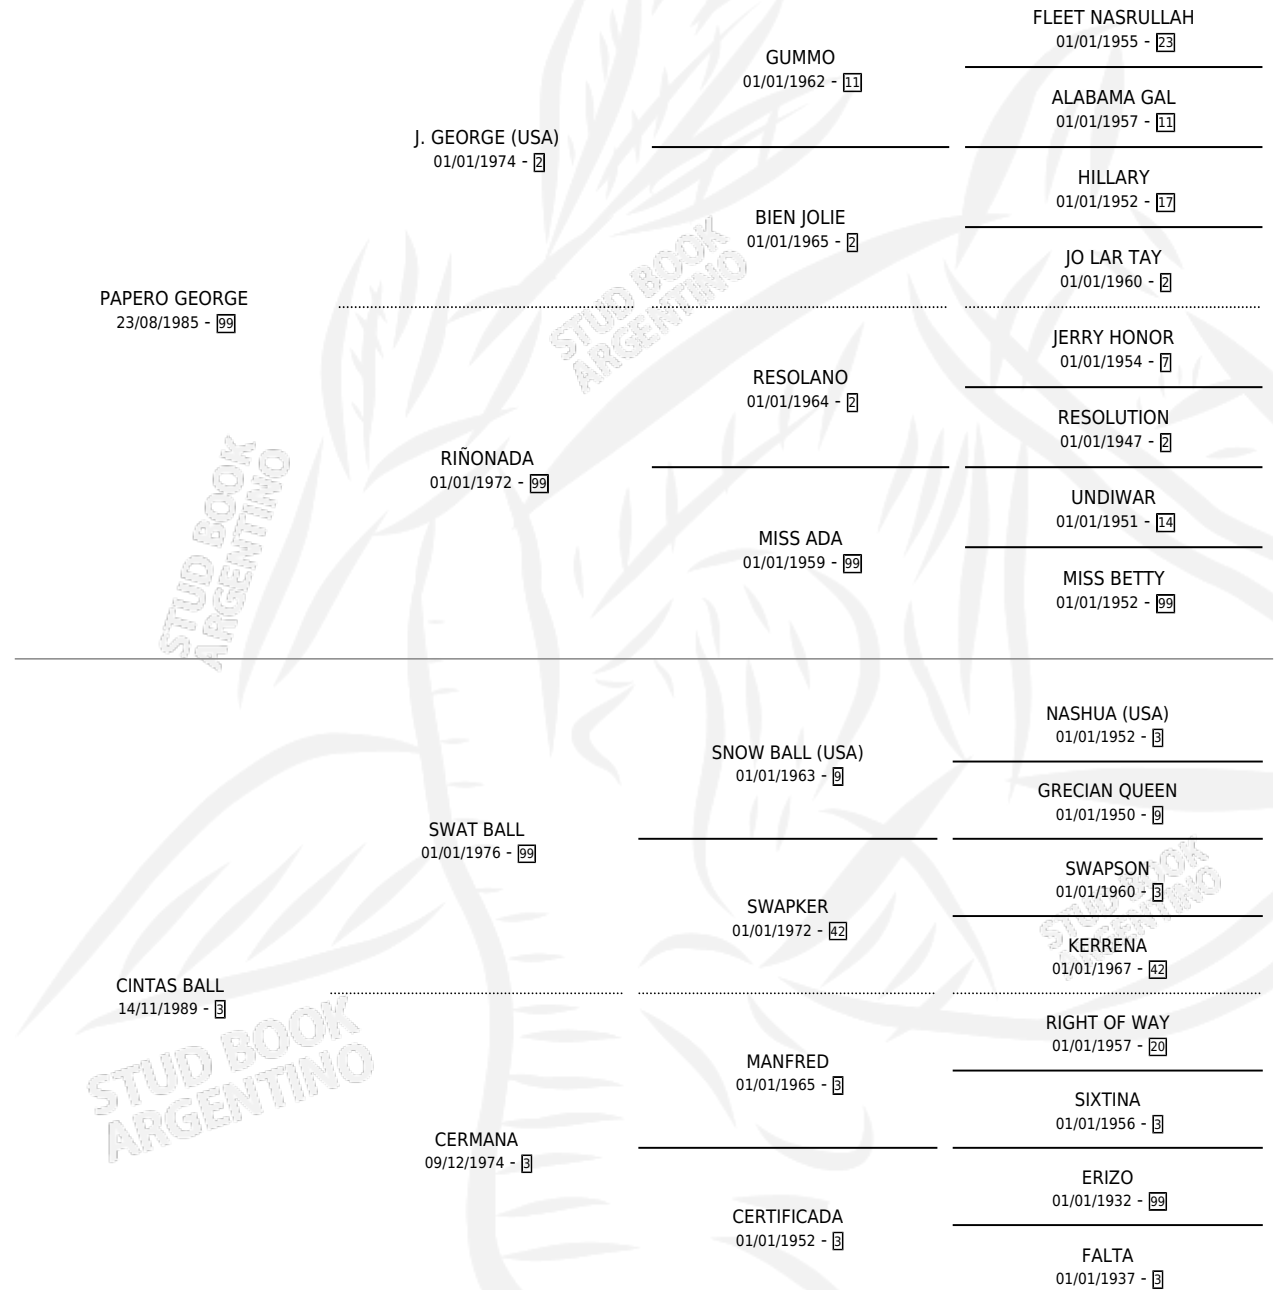 FLEET NASRULLAH
01/01/1955 - 23
GUMMO
01/01/1962 - 11
ALABAMA GAL
01/01/1957 - 11
J. GEORGE (USA)
01/01/1974 - 2
HILLARY
01/01/1952 - 17
BIEN JOLIE
01/01/1965 - 2
JO LAR TAY
01/01/1960 - 2
PAPERO GEORGE
23/08/1985 - 99
STUD BOOK
ARGENTINO
JERRY HONOR
01/01/1954 - 7
RESOLANO
01/01/1964 - 2
RESOLUTION
01/01/1947 - 2
RIÑONADA
01/01/1972 - 99
UNDIWAR
01/01/1951 - 14
MISS ADA
01/01/1959 - 99
MISS BETTY
01/01/1952 - 99
STUD BOOK
ARGENTINO
NASHUA (USA)
01/01/1952 - 3
SNOW BALL (USA)
01/01/1963 - 9
GRECIAN QUEEN
01/01/1950 - 9
SWAT BALL
01/01/1976 - 99
SWAPSON
01/01/1960 - 3
STUD BOOK
ARGENTINO
SWAPKER
01/01/1972 - 42
KERRENA
01/01/1967 - 42
CINTAS BALL
14/11/1989 - 3
STUD BOOK
ARGENTINO
RIGHT OF WAY
01/01/1957 - 20
MANFRED
01/01/1965 - 3
SIXTINA
01/01/1956 - 3
CERMANA
09/12/1974 - 3
ERIZO
01/01/1932 - 99
CERTIFICADA
01/01/1952 - 3
FALTA
01/01/1937 - 3